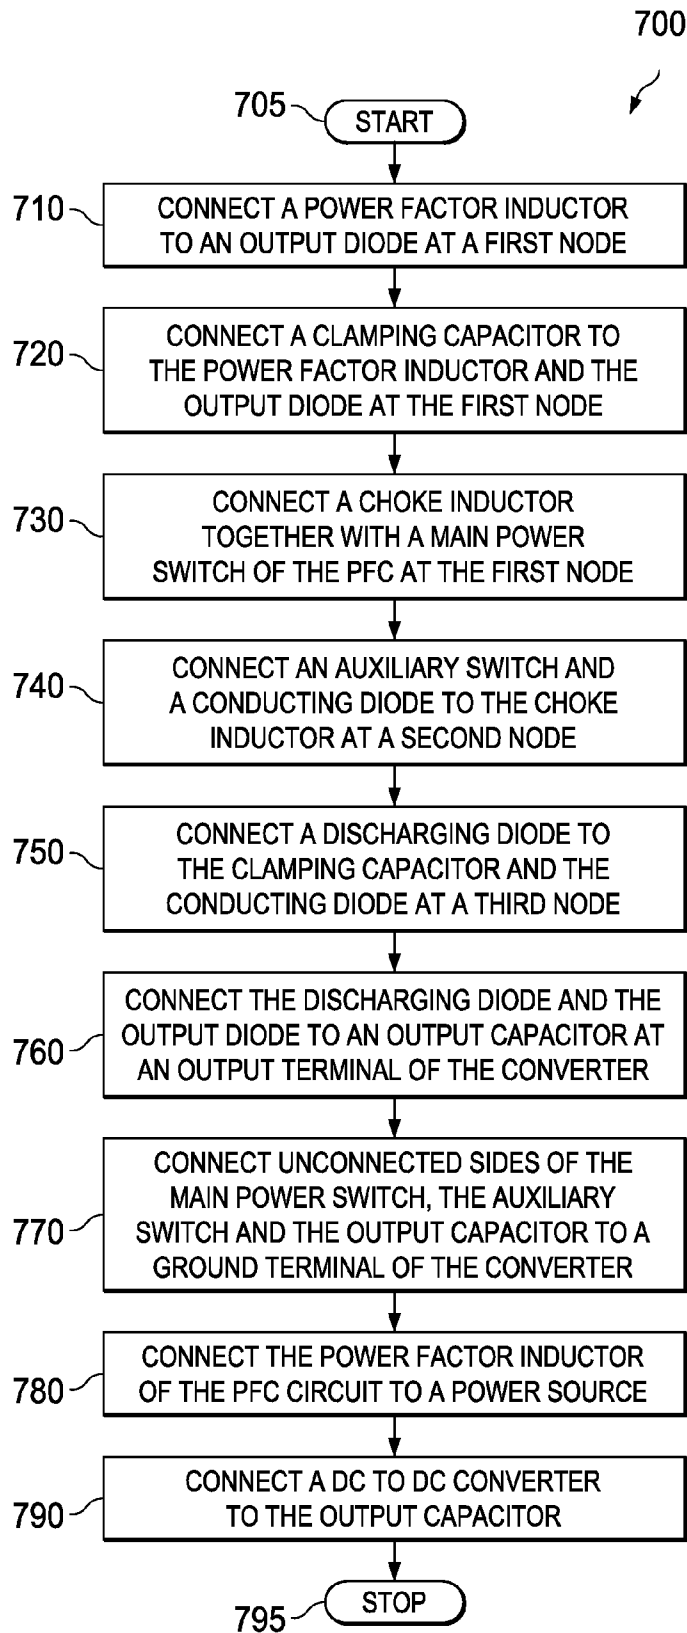 700
705
START
710
CONNECT A POWER FACTOR INDUCTOR
TO AN OUTPUT DIODE AT A FIRST NODE
720
CONNECT A CLAMPING CAPACITOR TO
THE POWER FACTOR INDUCTOR AND THE
OUTPUT DIODE AT THE FIRST NODE
730
CONNECT A CHOKE INDUCTOR
TOGETHER WITH A MAIN POWER
SWITCH OF THE PFC AT THE FIRST NODE
740
CONNECT AN AUXILIARY SWITCH AND
A CONDUCTING DIODE TO THE CHOKE
INDUCTOR AT A SECOND NODE
750
CONNECT A DISCHARGING DIODE TO
THE CLAMPING CAPACITOR AND THE
CONDUCTING DIODE AT A THIRD NODE
760
CONNECT THE DISCHARGING DIODE AND THE
OUTPUT DIODE TO AN OUTPUT CAPACITOR AT
AN OUTPUT TERMINAL OF THE CONVERTER
770
CONNECT UNCONNECTED SIDES OF THE
MAIN POWER SWITCH, THE AUXILIARY
SWITCH AND THE OUTPUT CAPACITOR TO A
GROUND TERMINAL OF THE CONVERTER
780
CONNECT THE POWER FACTOR INDUCTOR
OF THE PFC CIRCUIT TO A POWER SOURCE
790
CONNECT A DC TO DC CONVERTER
TO THE OUTPUT CAPACITOR
795
STOP